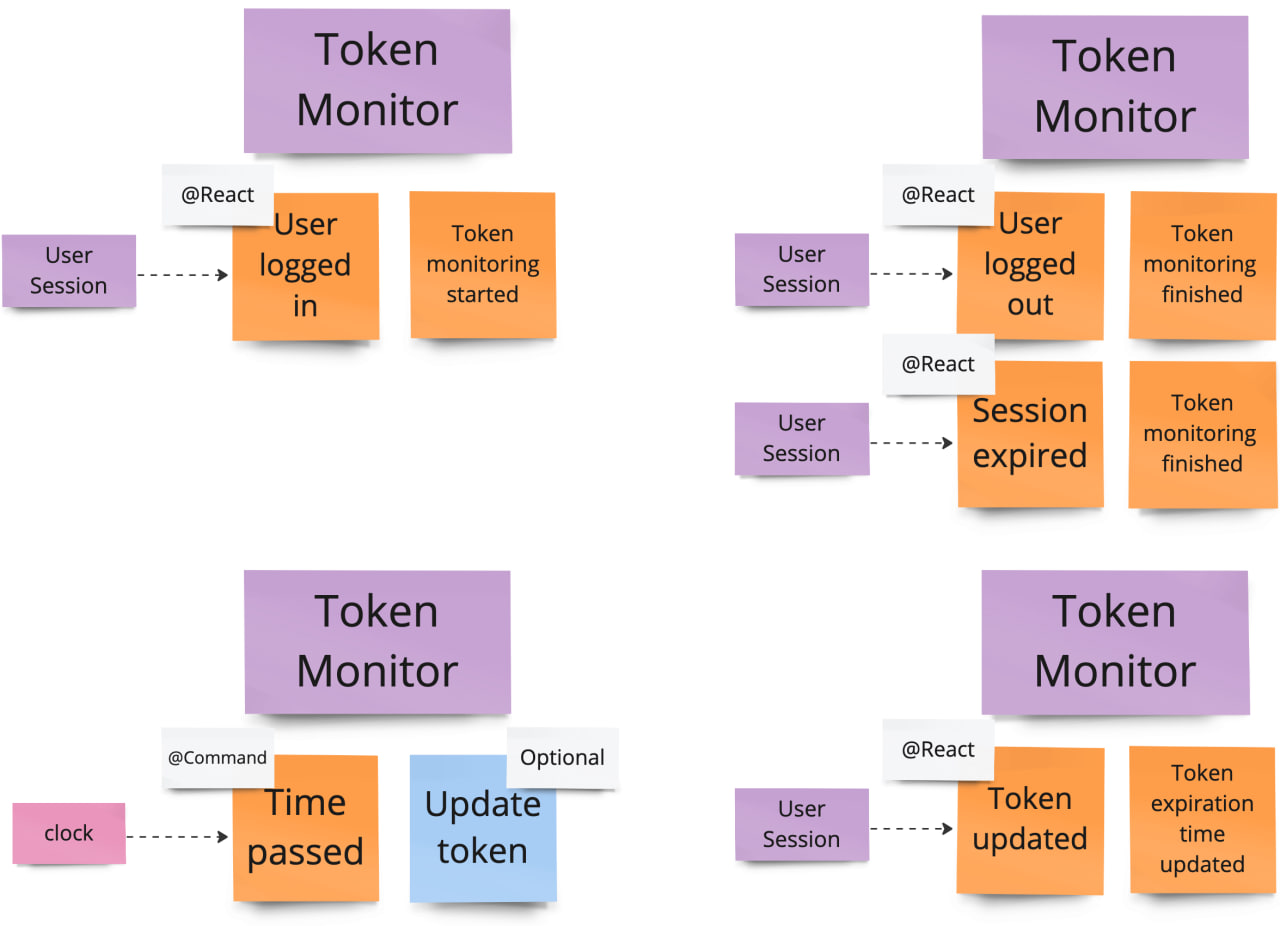 Token
Monitor
@React
User
Session
User
logged
in
Token
monitoring
started
Token
Monitor
@React
User
Session
User
logged
out
Token
monitoring
finished
@React
User
Session
Session
expired
Token
monitoring
finished
Token
Monitor
@Command
clock
Time
passed
Optional
Update
token
Token
Monitor
@React
User
Session
Token
updated
Token
expiration
time
updated